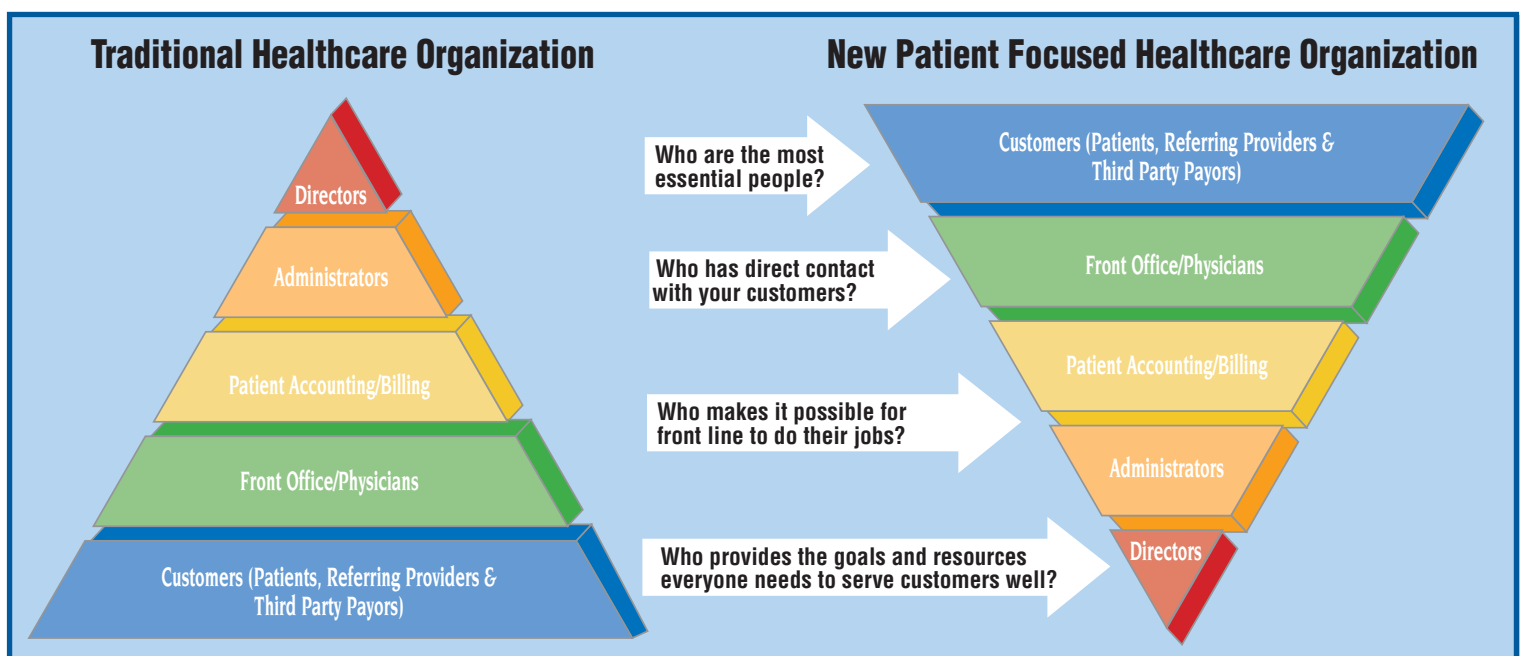 Traditional Healthcare Organization
Directors
Administrators
Patient Accounting/Billing
Front Office/Physicians
Customers (Patients, Referring Providers &
Third Party Payors)
Who are the most
essential people?
Who has direct contact
with your customers?
Who makes it possible for
front line to do their jobs?
Who provides the goals and resources
everyone needs to serve customers well?
New Patient Focused Healthcare Organization
Customers (Patients, Referring Providers &
Third Party Payors)
Front Office/Physicians
Patient Accounting/Billing
Administrators
Directors